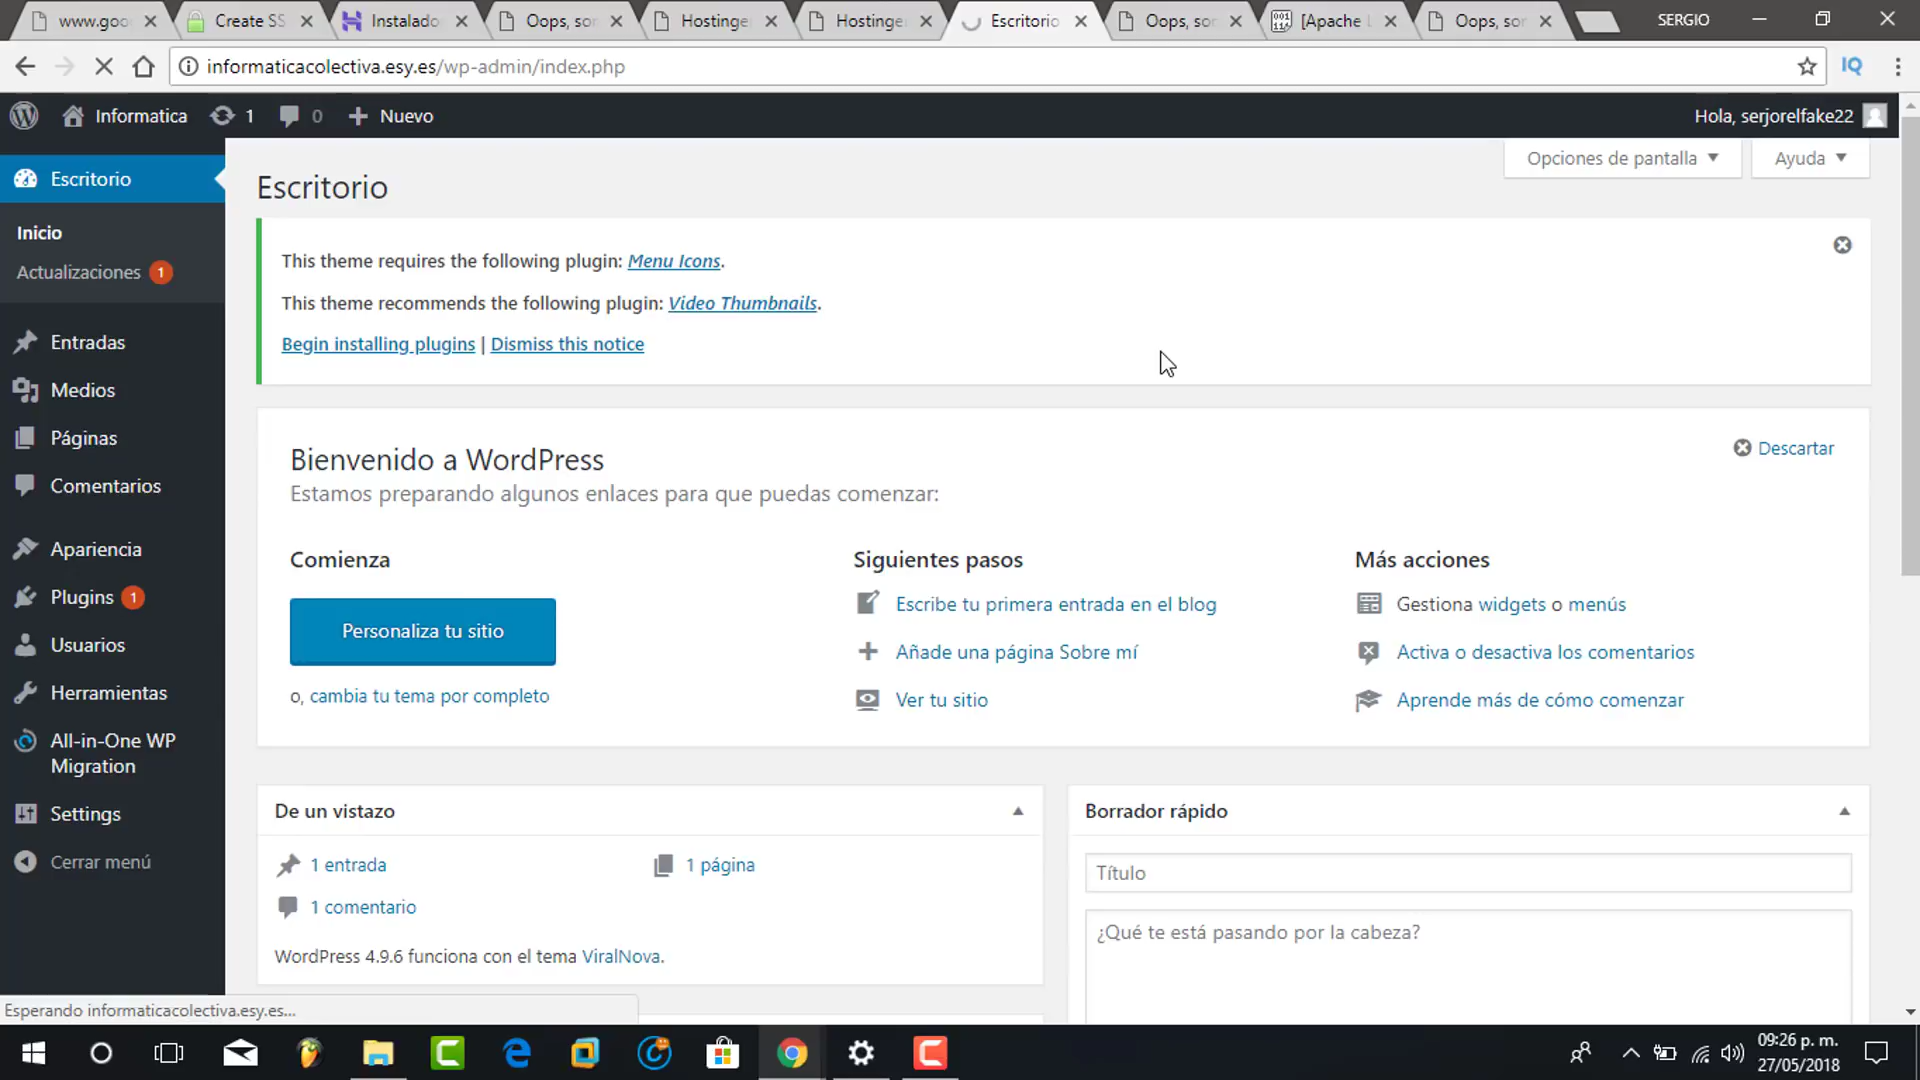 www.goo
Create SS
Instalado
Oops, so
Hostinge
Hostinge
Escritorio
Oops, so
[Apache
Oops, so
SERGIO
informaticacolectiva.esy.es/wp-admin/index.php
IQ
Informatica
1
0
Nuevo
Hola, serjorelfake22
Opciones de pantalla
Ayuda
Escritorio
Inicio
Actualizaciones 1
Entradas
Medios
Páginas
Comentarios
Apariencia
Plugins 1
Usuarios
Herramientas
All-in-One WP
Migration
Settings
Cerrar menú
Escritorio
This theme requires the following plugin: Menu Icons.
This theme recommends the following plugin: Video Thumbnails.
Begin installing plugins | Dismiss this notice
Bienvenido a WordPress
Descartar
Estamos preparando algunos enlaces para que puedas comenzar:
Comienza
Personaliza tu sitio
o, cambia tu tema por completo
Siguientes pasos
Escribe tu primera entrada en el blog
Añade una página Sobre mí
Ver tu sitio
Más acciones
Gestiona widgets o menús
Activa o desactiva los comentarios
Aprende más de cómo comenzar
De un vistazo
1 entrada
1 página
1 comentario
WordPress 4.9.6 funciona con el tema ViralNova.
Borrador rápido
Título
¿Qué te está pasando por la cabeza?
Esperando informaticacolectiva.esy.es...
09:26 p. m.
27/05/2018